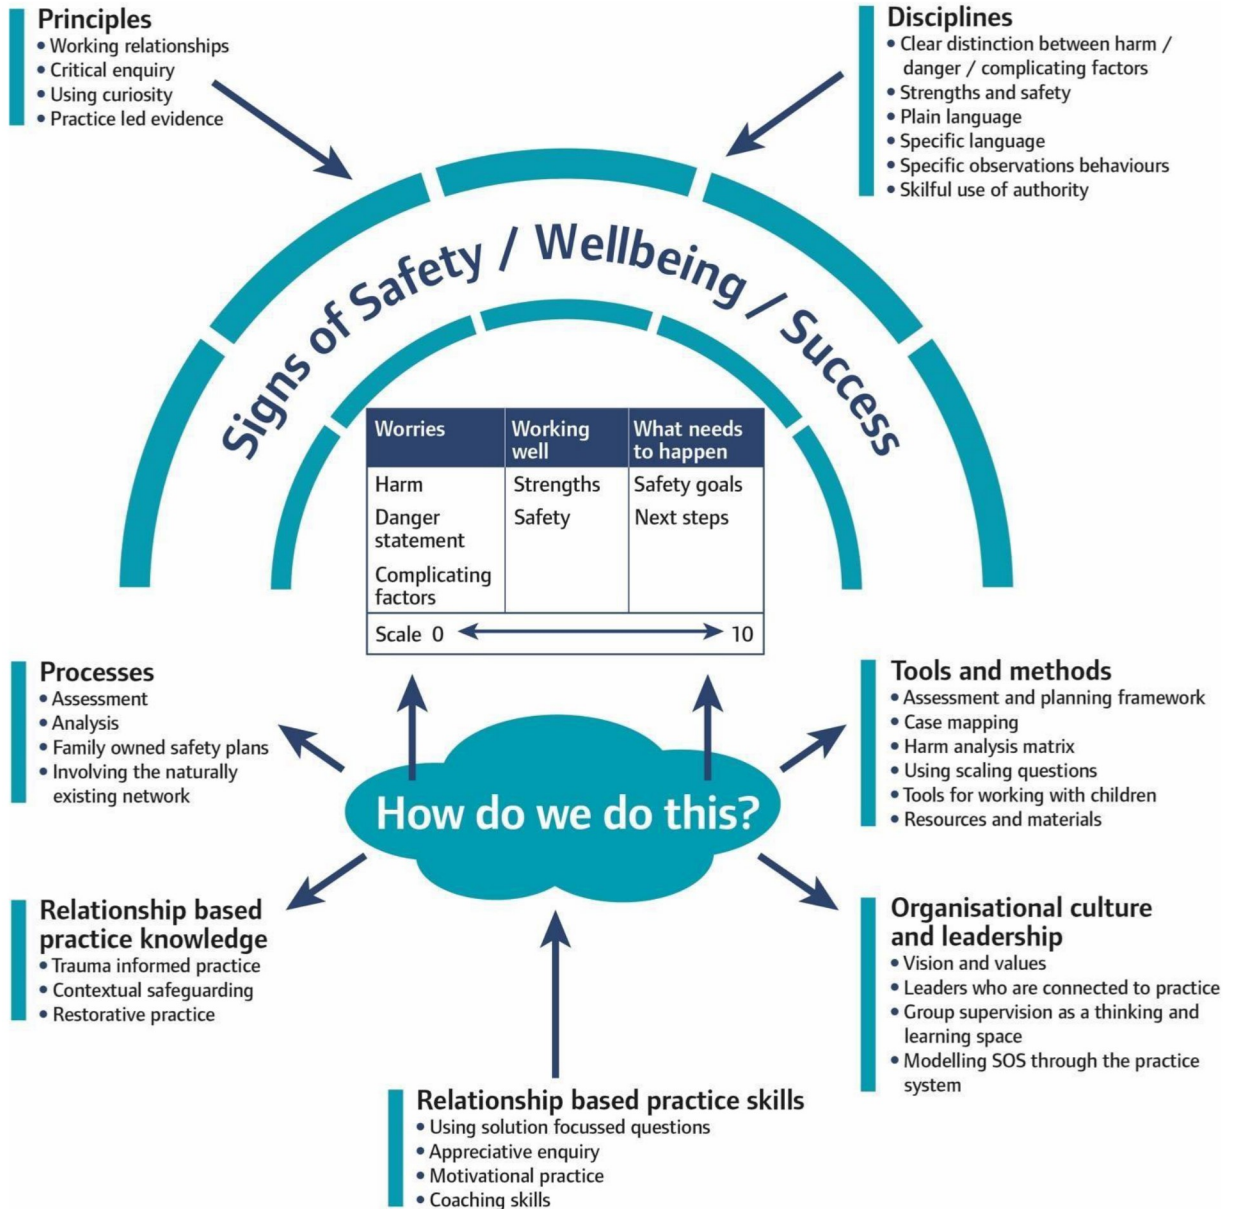 Principles
• Working relationships
• Critical enquiry
• Using curiosity
• Practice led evidence
Disciplines
• Clear distinction between harm /
danger / complicating factors
• Strengths and safety
• Plain language
• Specific language
• Specific observations behaviours
• Skilful use of authority
Signs of Safety / Wellbeing / Success
Worries
Harm
Danger
statement
Complicating
factors
Working
well
Strengths
Safety
What needs
to happen
Safety goals
Next steps
Scale 0 10
Processes
• Assessment
• Analysis
• Family owned safety plans
• Involving the naturally
existing network
Tools and methods
• Assessment and planning framework
• Case mapping
• Harm analysis matrix
• Using scaling questions
• Tools for working with children
• Resources and materials
How do we do this?
Relationship based
practice knowledge
• Trauma informed practice
• Contextual safeguarding
• Restorative practice
Organisational culture
and leadership
• Vision and values
• Leaders who are connected to practice
• Group supervision as a thinking and
learning space
• Modelling SOS through the practice
system
Relationship based practice skills
• Using solution focussed questions
• Appreciative enquiry
• Motivational practice
• Coaching skills